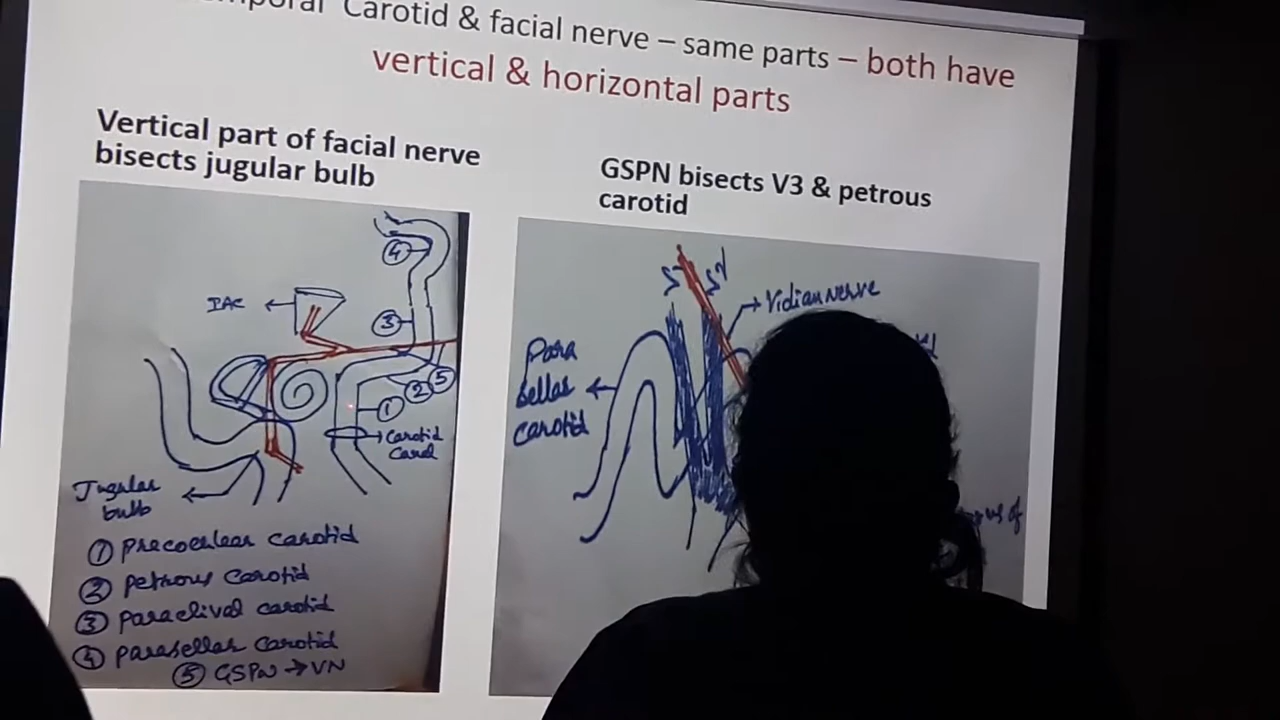 Carotid & facial nerve – same parts – both have
vertical & horizontal parts
Vertical part of facial nerve
bisects jugular bulb
GSPN bisects V3 & petrous
carotid
4
IAC
3
2 5
1
Carotid
Canal
Jugular
bulb
1 Precochlear carotid
2 petrous carotid
3 paraclival carotid
4 parasellar carotid
5 GSPN → VN
Vidian nerve
Para
sellar
carotid
of